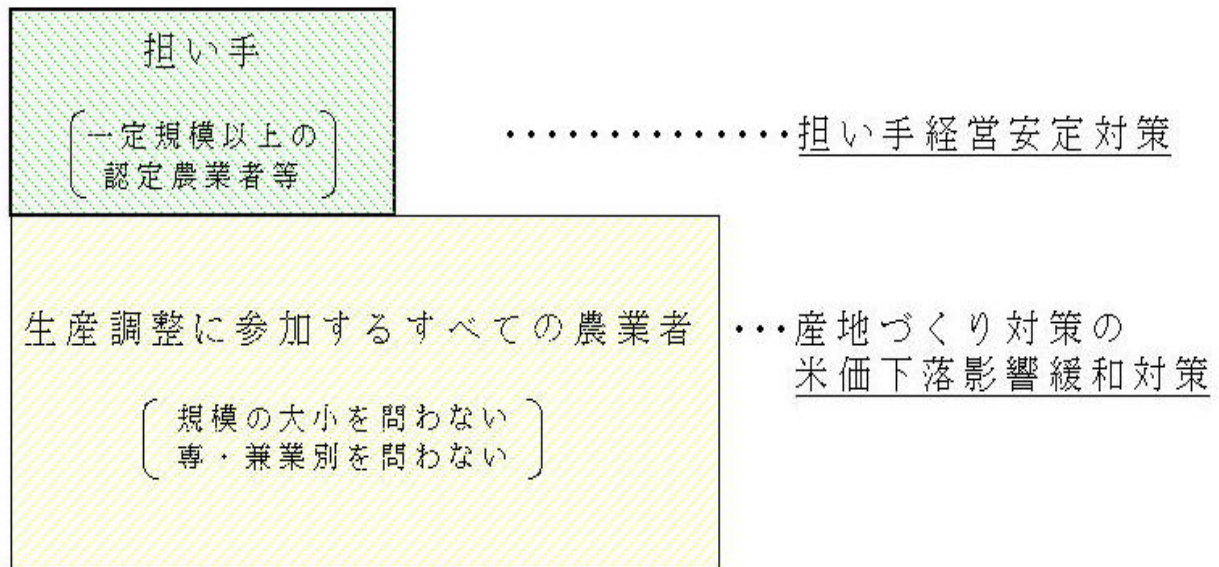 担い手
一定規模以上の
認定農業者等
‥‥‥‥‥‥‥担い手経営安定対策
生産調整に参加するすべての農業者
規模の大小を問わない
専・兼業別を問わない
・・・産地づくり対策の
米価下落影響緩和対策